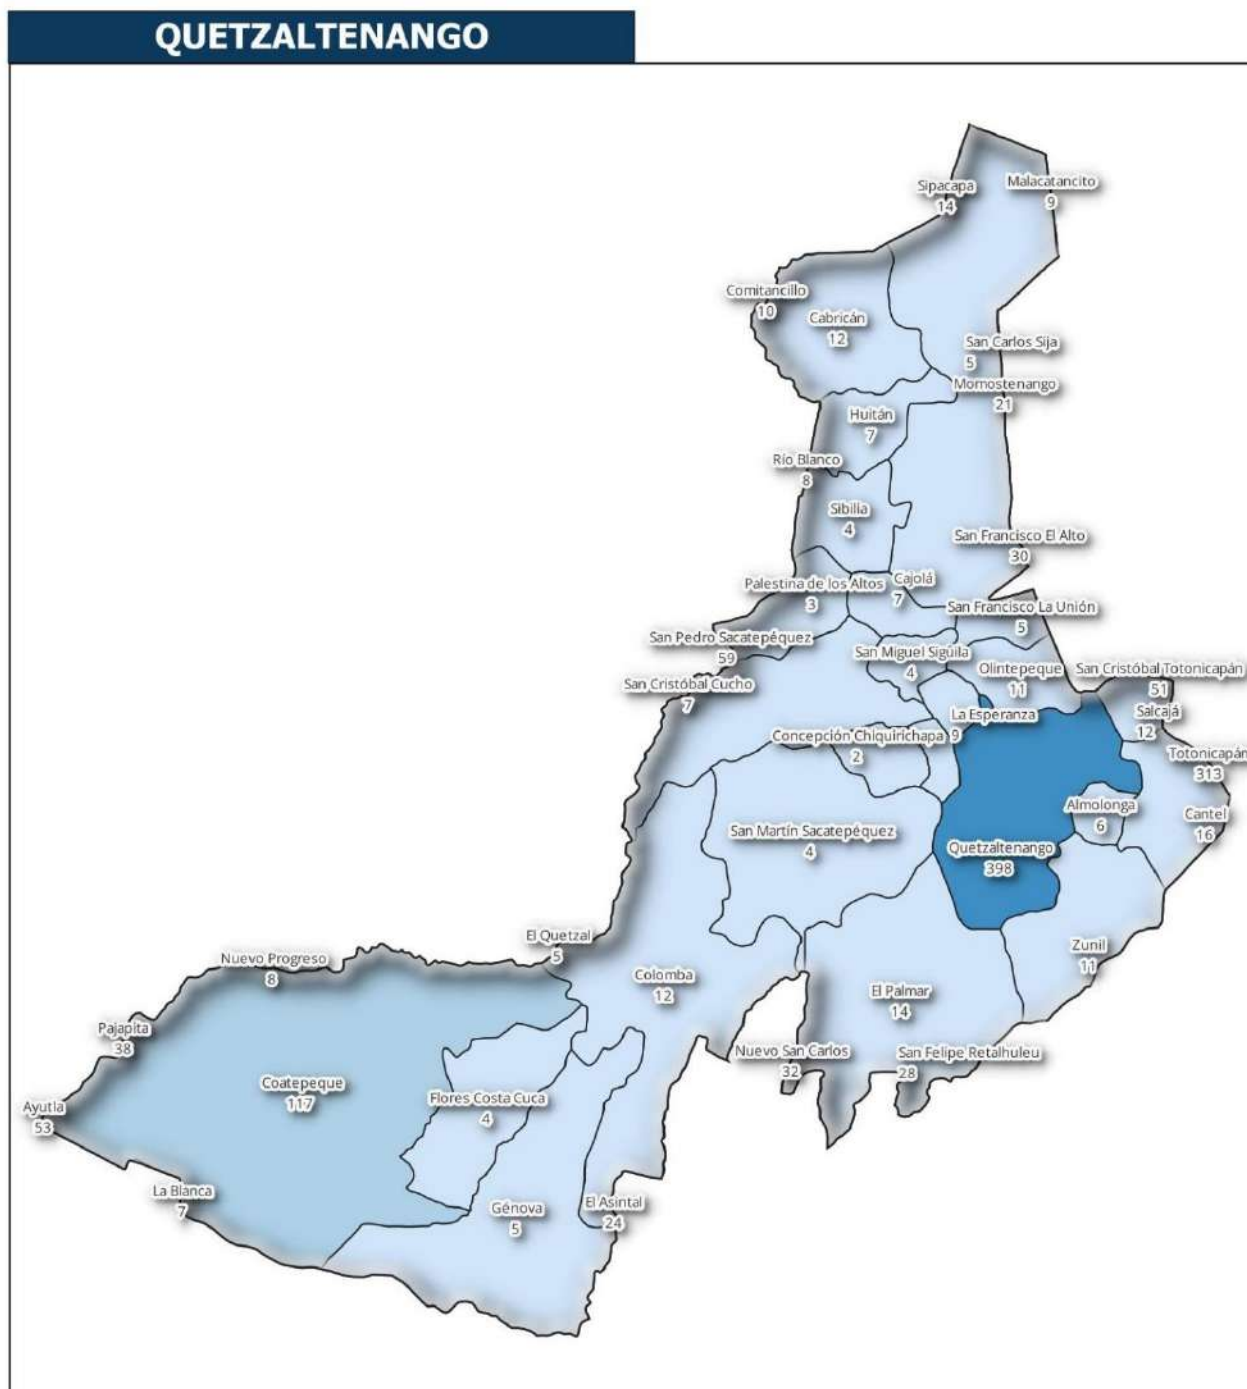 QUETZALTENANGO
Sipacapa
14
Malacatancito
9
Comitancillo
10
Cabricán
12
San Carlos Sija
5
Momostenango
21
Huitán
7
Río Blanco
8
Sibilia
4
San Francisco El Alto
30
Palestina de los Altos
3
Cajolá
7
San Francisco La Unión
5
San Pedro Sacatepéquez
59
San Miguel Sigüila
4
Olintepeque
11
San Cristóbal Totonicapán
51
San Cristóbal Cucho
7
La Esperanza
9
Salcajá
12
Concepción Chiquirichapa
2
Totonicapán
313
Almolonga
6
Cantel
16
San Martín Sacatepéquez
4
Quetzaltenango
398
El Quetzal
5
Zunil
11
Nuevo Progreso
8
Colomba
12
El Palmar
14
Pajapita
38
Nuevo San Carlos
32
San Felipe Retalhuleu
28
Coatepeque
117
Flores Costa Cuca
4
Ayutla
53
La Blanca
7
Génova
5
El Asintal
24